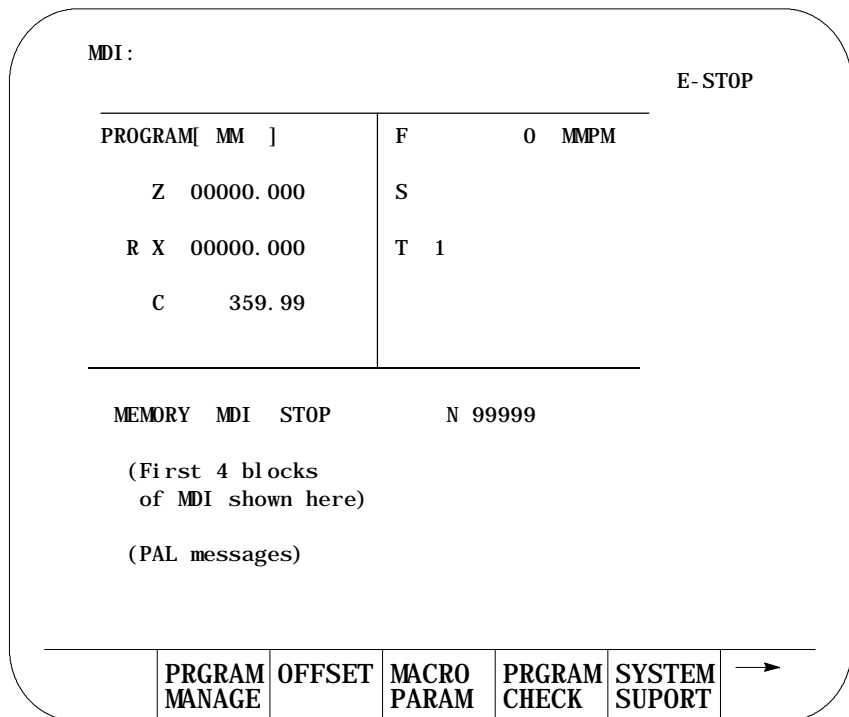 MDI:
E-STOP
PROGRAM[ MM ] F 0 MMPM
Z 00000.000 S
R X 00000.000 T 1
C 359.99
MEMORY MDI STOP N 99999
(First 4 blocks
of MDI shown here)
(PAL messages)
PRGRAM OFFSET MACRO PRGRAM SYSTEM
MANAGE PARAM CHECK SUPORT